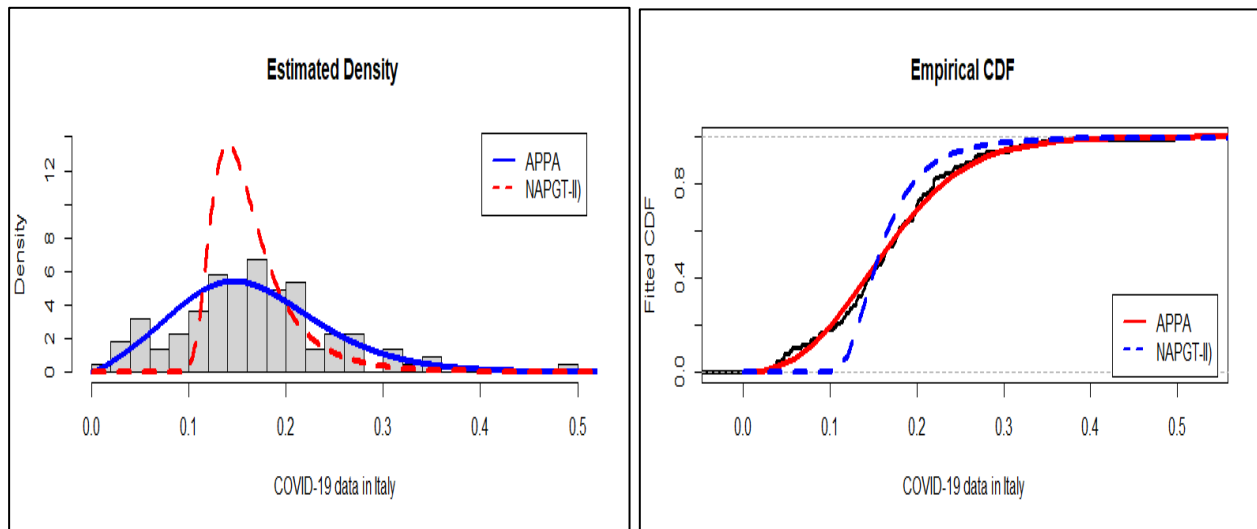 Estimated Density
Density
12
8
6
4
2
0
APPA
NAPGT-II)
0.0 0.1 0.2 0.3 0.4 0.5
COVID-19 data in Italy
Empirical CDF
Fitted CDF
0.8
0.4
0.0
APPA
NAPGT-II)
0.0 0.1 0.2 0.3 0.4 0.5
COVID-19 data in Italy